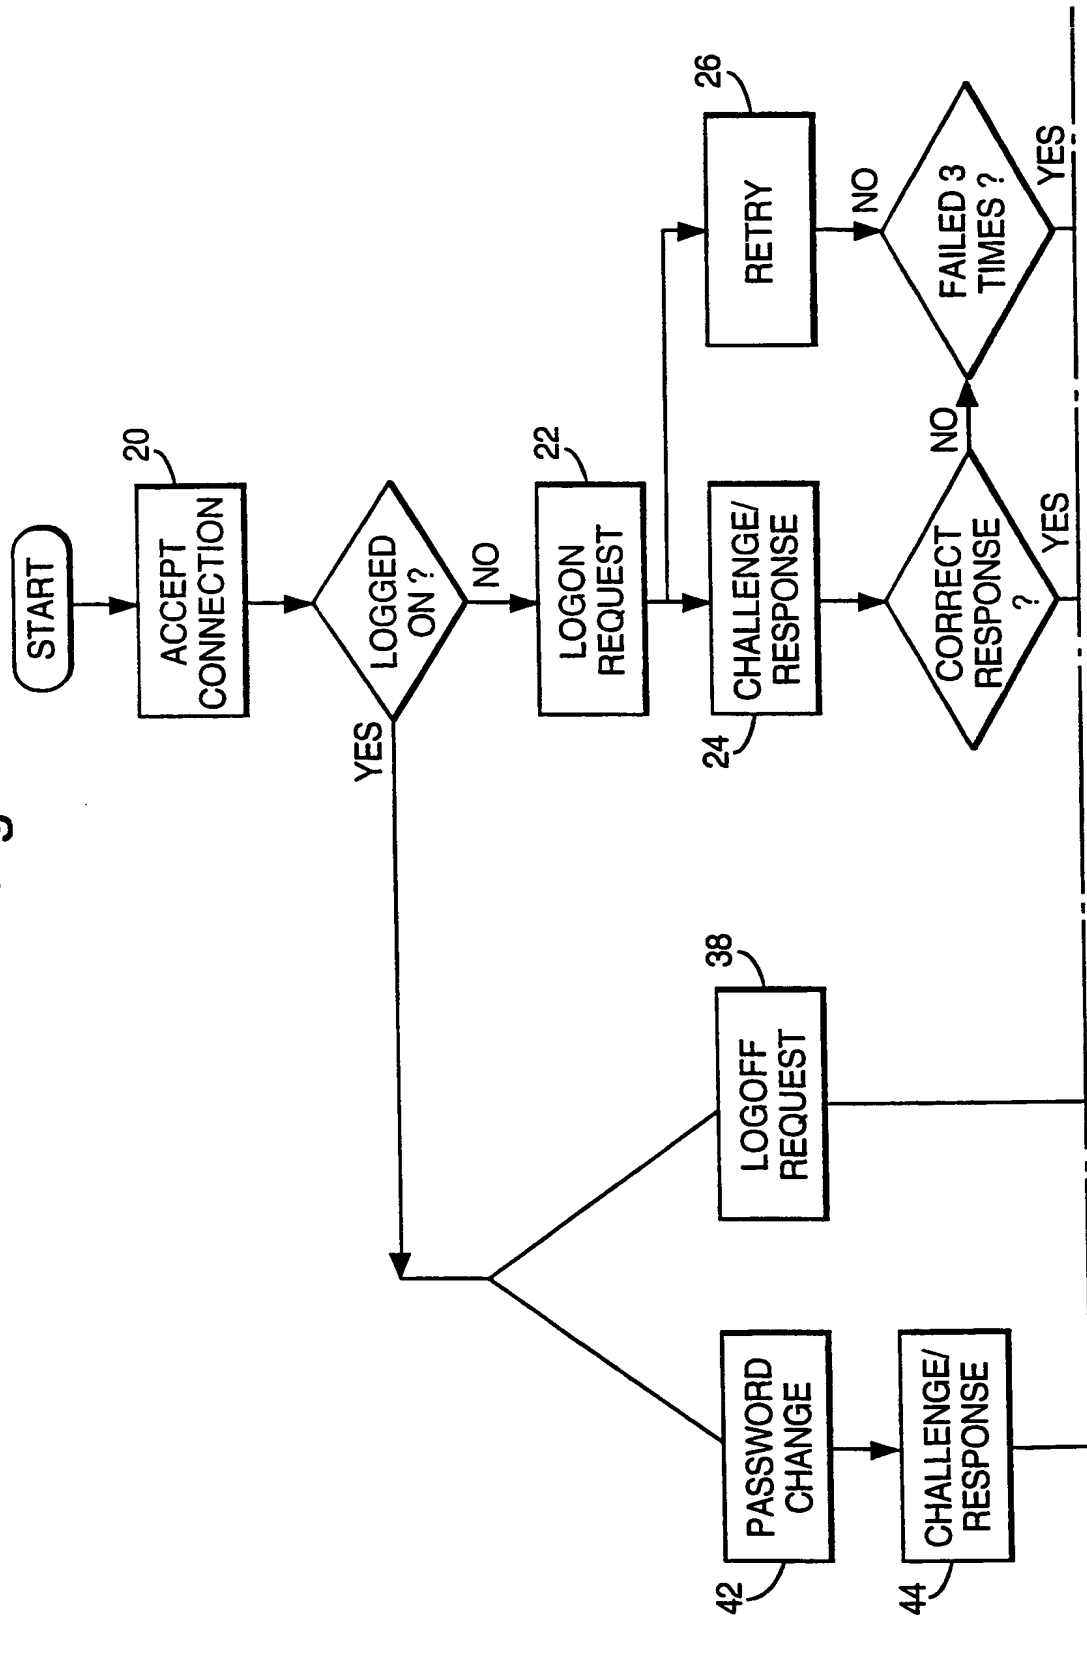 START
20
ACCEPT
CONNECTION
LOGGED
ON ?
YES
NO
22
LOGON
REQUEST
26
RETRY
24
CHALLENGE/
RESPONSE
38
LOGOFF
REQUEST
42
PASSWORD
CHANGE
NO
FAILED 3
TIMES ?
YES
NO
CORRECT
RESPONSE
?
YES
44
CHALLENGE/
RESPONSE